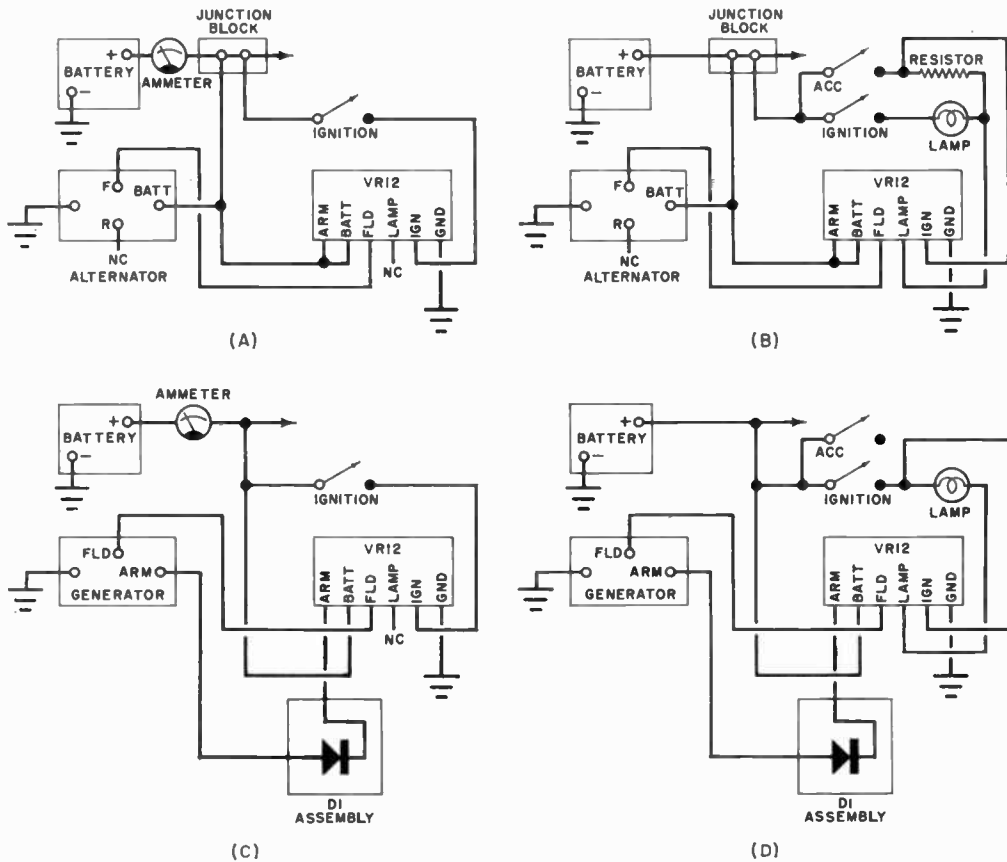 JUNCTION
BLOCK
+
BATTERY
-
AMMETER
IGNITION
F
BATT
R
NC
ALTERNATOR
VR12
ARM
BATT
FLD
LAMP
IGN
GND
NC
(A)
JUNCTION
BLOCK
+
BATTERY
-
RESISTOR
ACC
IGNITION
LAMP
F
BATT
R
NC
ALTERNATOR
VR12
ARM
BATT
FLD
LAMP
IGN
GND
(B)
AMMETER
+
BATTERY
-
IGNITION
FLD
ARM
GENERATOR
VR12
ARM
BATT
FLD
LAMP
IGN
GND
NC
DI
ASSEMBLY
(C)
+
BATTERY
-
ACC
IGNITION
LAMP
FLD
ARM
GENERATOR
VR12
ARM
BATT
FLD
LAMP
IGN
GND
DI
ASSEMBLY
(D)